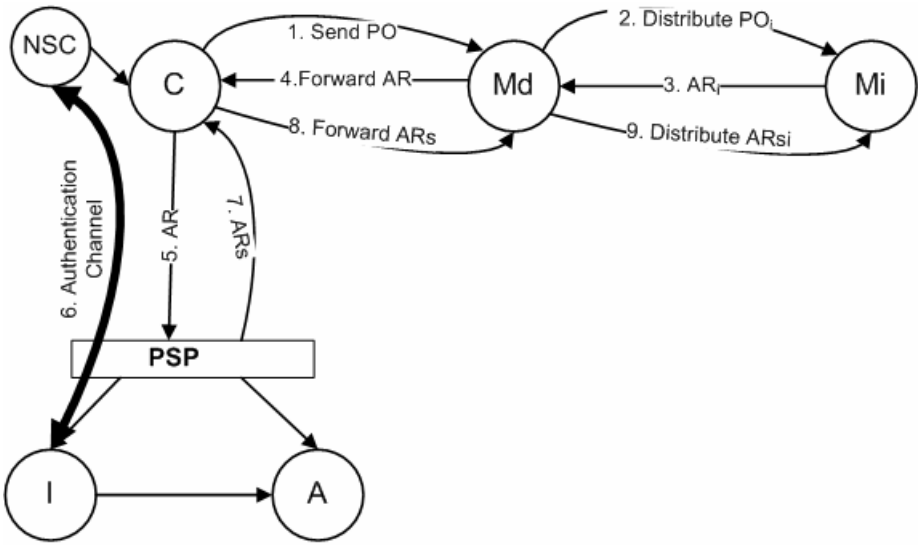 NSC
C
Md
Mi
1. Send PO
2. Distribute POi
4.Forward AR
3. ARi
8. Forward ARs
9. Distribute ARsi
6. Authentication
Channel
5. AR
7. ARs
PSP
I
A